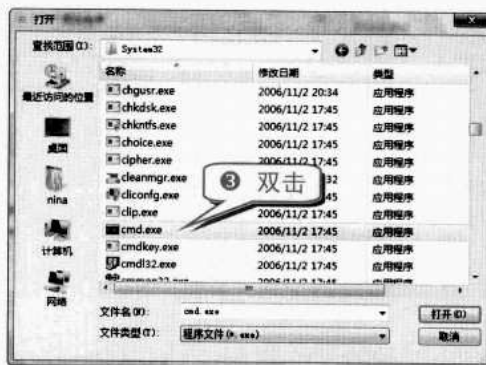 打开
查找范围(I): System32
名称 修改日期 类型
chgusr.exe 2006/11/2 20:34 应用程序
chkdsk.exe 2006/11/2 17:45 应用程序
chkntfs.exe 2006/11/2 17:45 应用程序
choice.exe 2006/11/2 17:45 应用程序
cipher.exe 2006/11/2 17:45 应用程序
cleanmgr.exe 32 应用程序
cliconfg.exe 45 应用程序
clip.exe 45 应用程序
cmd.exe 2006/11/2 17:45 应用程序
cmdkey.exe 2006/11/2 17:45 应用程序
cmdl32.exe 2006/11/2 17:45 应用程序
❸ 双击
最近访问的位置
桌面
nina
计算机
网络
文件名(N): cmd.exe 打开(O)
文件类型(T): 程序文件(*.exe) 取消